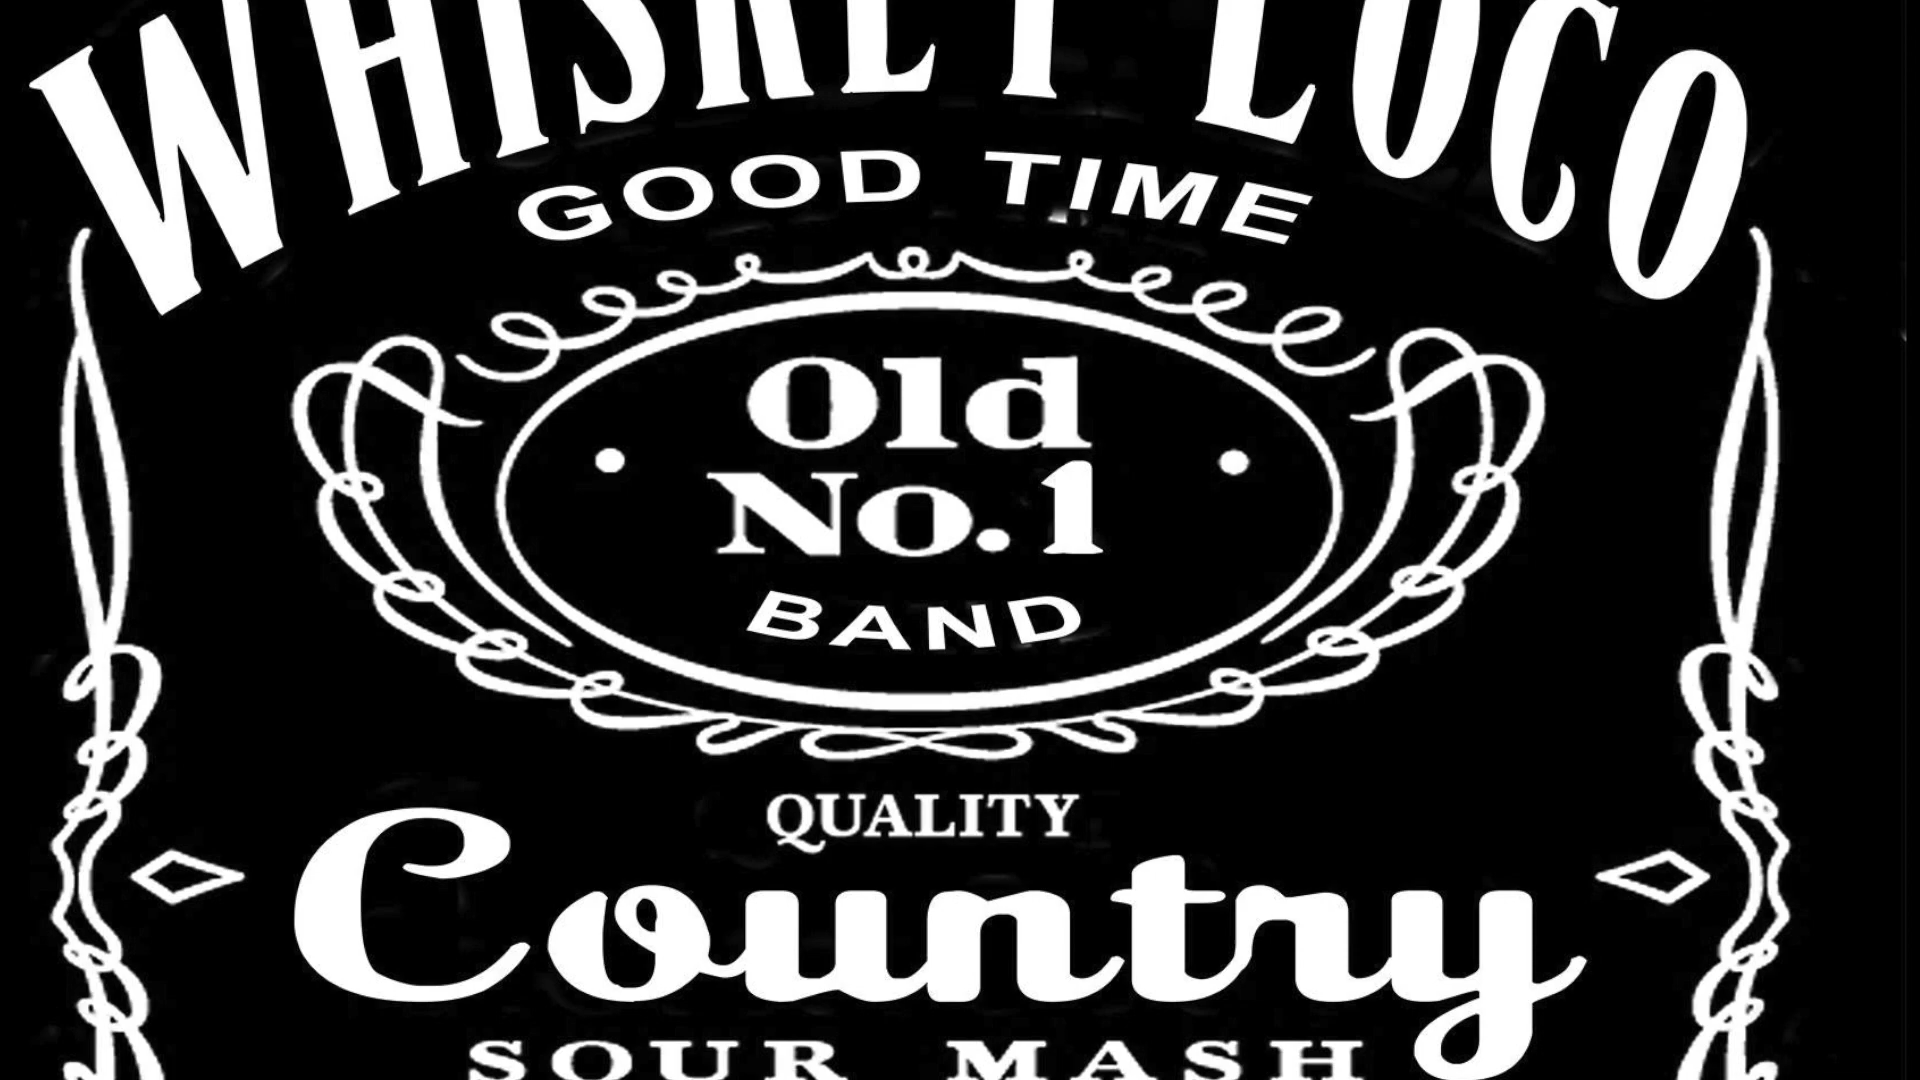 WHISKEY LOCO
GOOD TIME
Old
No.1
BAND
QUALITY
Country
SOUR MASH